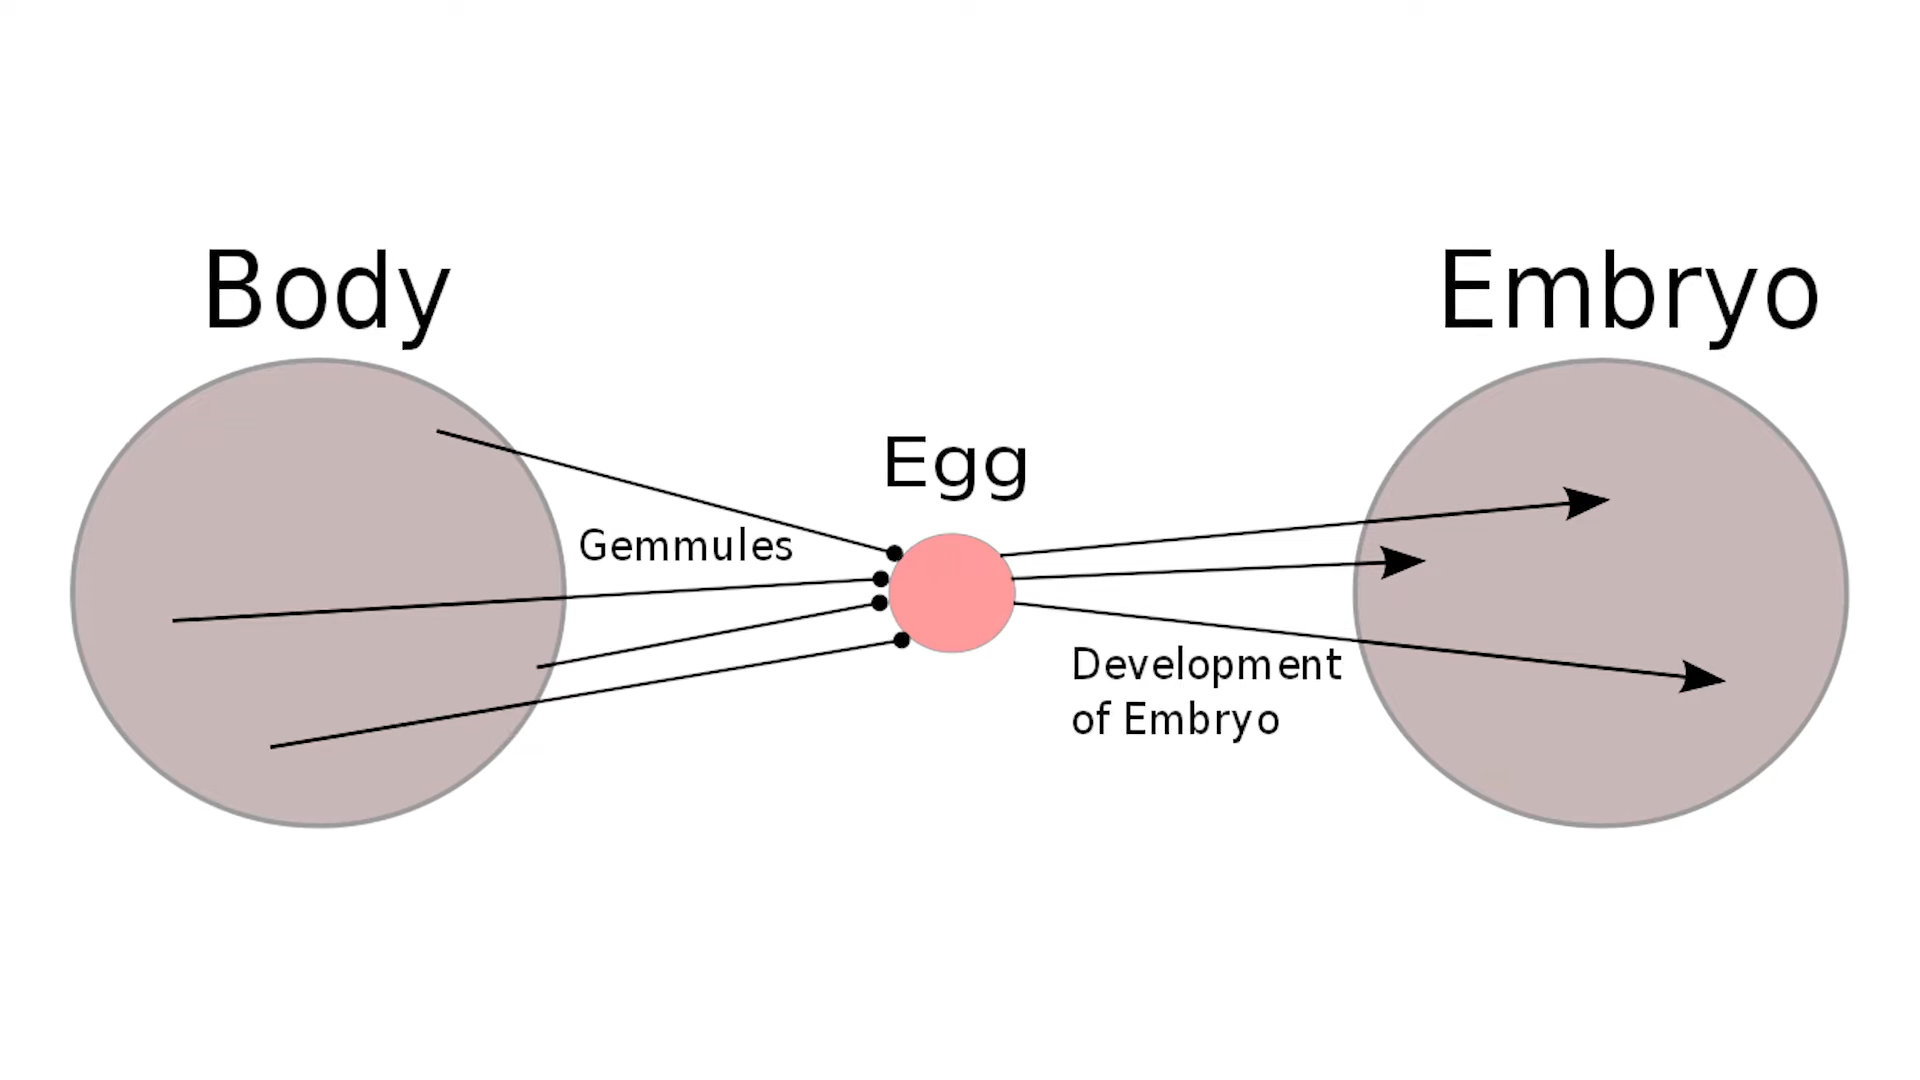 Body
Embryo
Egg
Gemmules
Development
of Embryo